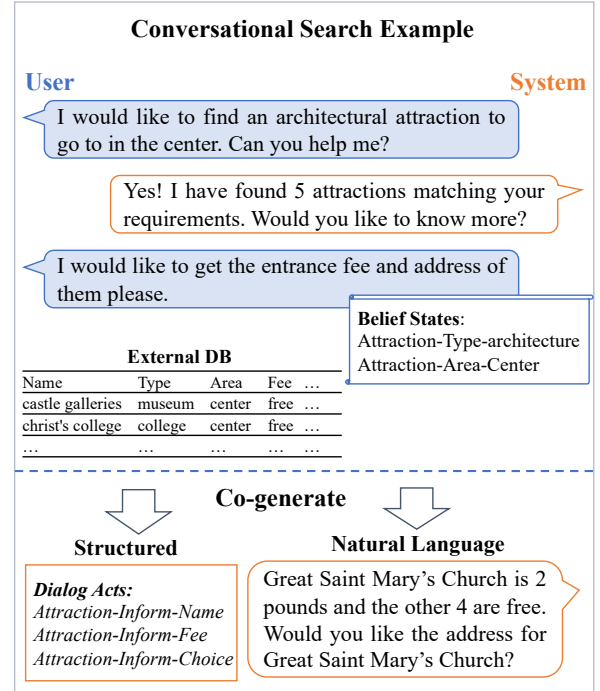 Conversational Search Example
User
System
I would like to find an architectural attraction to
go to in the center. Can you help me?
Yes! I have found 5 attractions matching your
requirements. Would you like to know more?
I would like to get the entrance fee and address of
them please.
Belief States:
Attraction-Type-architecture
Attraction-Area-Center
External DB
Name Type Area Fee …
castle galleries museum center free …
christ's college college center free …
… … … …
Co-generate
Structured
Dialog Acts:
Attraction-Inform-Name
Attraction-Inform-Fee
Attraction-Inform-Choice
Natural Language
Great Saint Mary’s Church is 2
pounds and the other 4 are free.
Would you like the address for
Great Saint Mary’s Church?